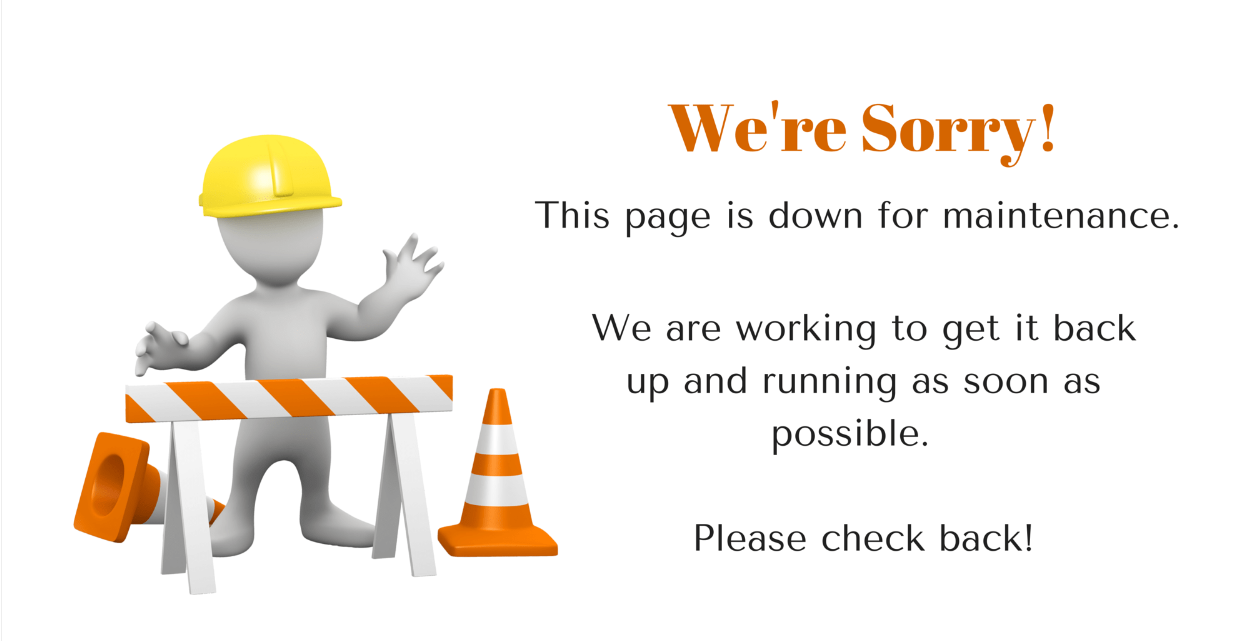 We're Sorry!
This page is down for maintenance.
We are working to get it back
up and running as soon as
possible.
Please check back!